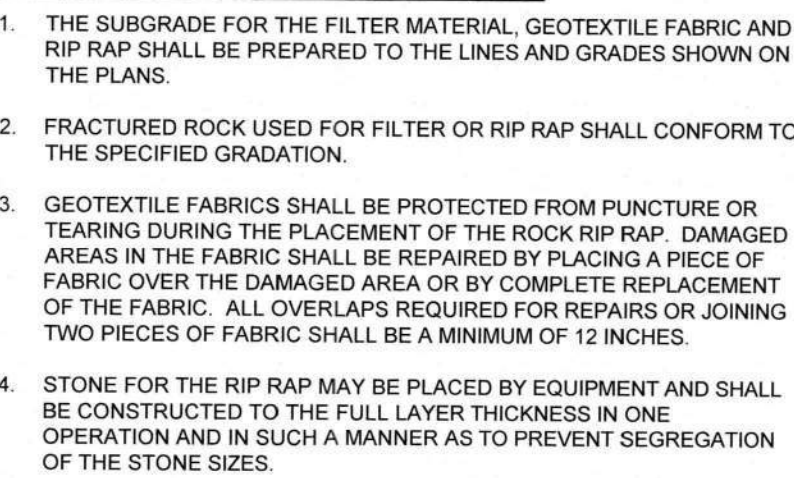 1. THE SUBGRADE FOR THE FILTER MATERIAL, GEOTEXTILE FABRIC AND
RIP RAP SHALL BE PREPARED TO THE LINES AND GRADES SHOWN ON
THE PLANS.
2. FRACTURED ROCK USED FOR FILTER OR RIP RAP SHALL CONFORM TO
THE SPECIFIED GRADATION.
3. GEOTEXTILE FABRICS SHALL BE PROTECTED FROM PUNCTURE OR
TEARING DURING THE PLACEMENT OF THE ROCK RIP RAP. DAMAGED
AREAS IN THE FABRIC SHALL BE REPAIRED BY PLACING A PIECE OF
FABRIC OVER THE DAMAGED AREA OR BY COMPLETE REPLACEMENT
OF THE FABRIC. ALL OVERLAPS REQUIRED FOR REPAIRS OR JOINING
TWO PIECES OF FABRIC SHALL BE A MINIMUM OF 12 INCHES.
4. STONE FOR THE RIP RAP MAY BE PLACED BY EQUIPMENT AND SHALL
BE CONSTRUCTED TO THE FULL LAYER THICKNESS IN ONE
OPERATION AND IN SUCH A MANNER AS TO PREVENT SEGREGATION
OF THE STONE SIZES.